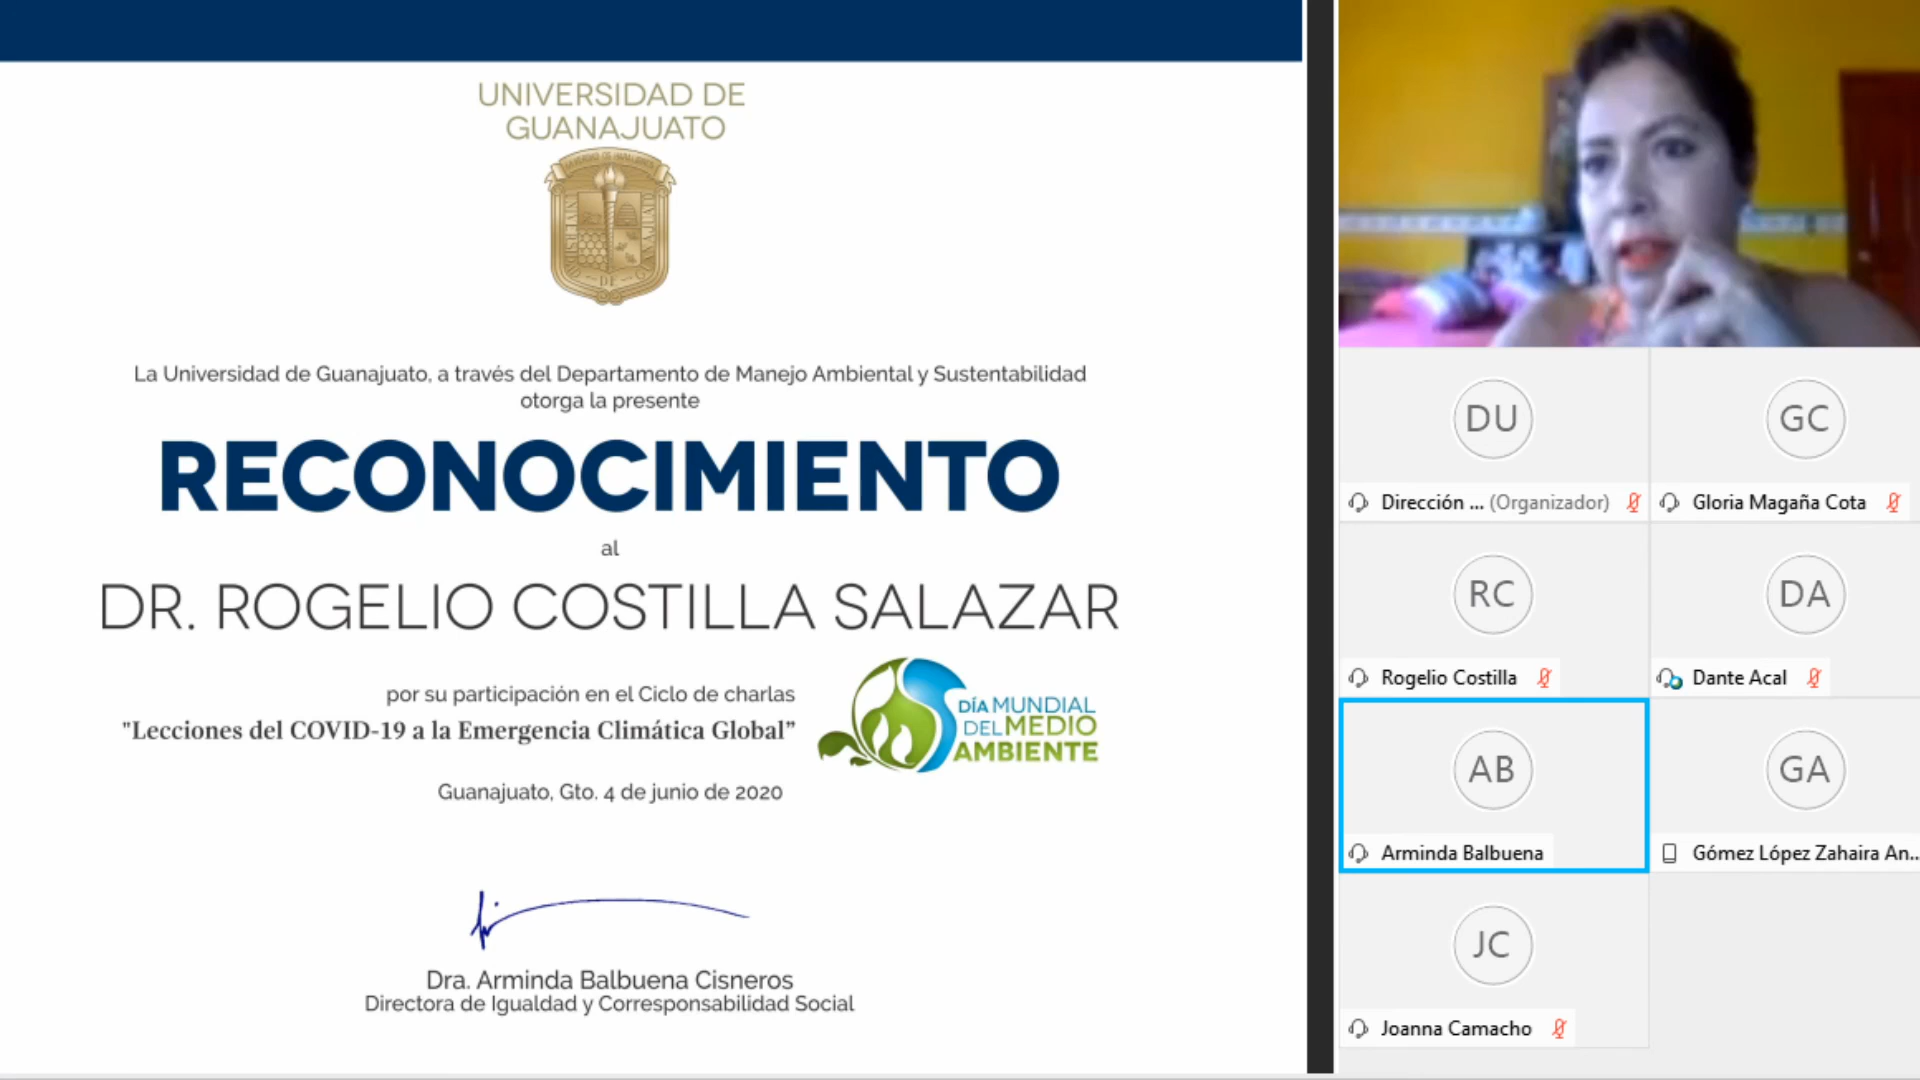 UNIVERSIDAD DE
GUANAJUATO
La Universidad de Guanajuato, a través del Departamento de Manejo Ambiental y Sustentabilidad
otorga la presente
RECONOCIMIENTO
al
DR. ROGELIO COSTILLA SALAZAR
por su participación en el Ciclo de charlas
"Lecciones del COVID-19 a la Emergencia Climática Global”
DÍA MUNDIAL
DEL MEDIO
AMBIENTE
Guanajuato, Gto. 4 de junio de 2020
Dra. Arminda Balbuena Cisneros
Directora de Igualdad y Corresponsabilidad Social
DU
Dirección ... (Organizador)
GC
Gloria Magaña Cota
RC
Rogelio Costilla
DA
Dante Acal
AB
Arminda Balbuena
GA
Gómez López Zahaira An...
JC
Joanna Camacho